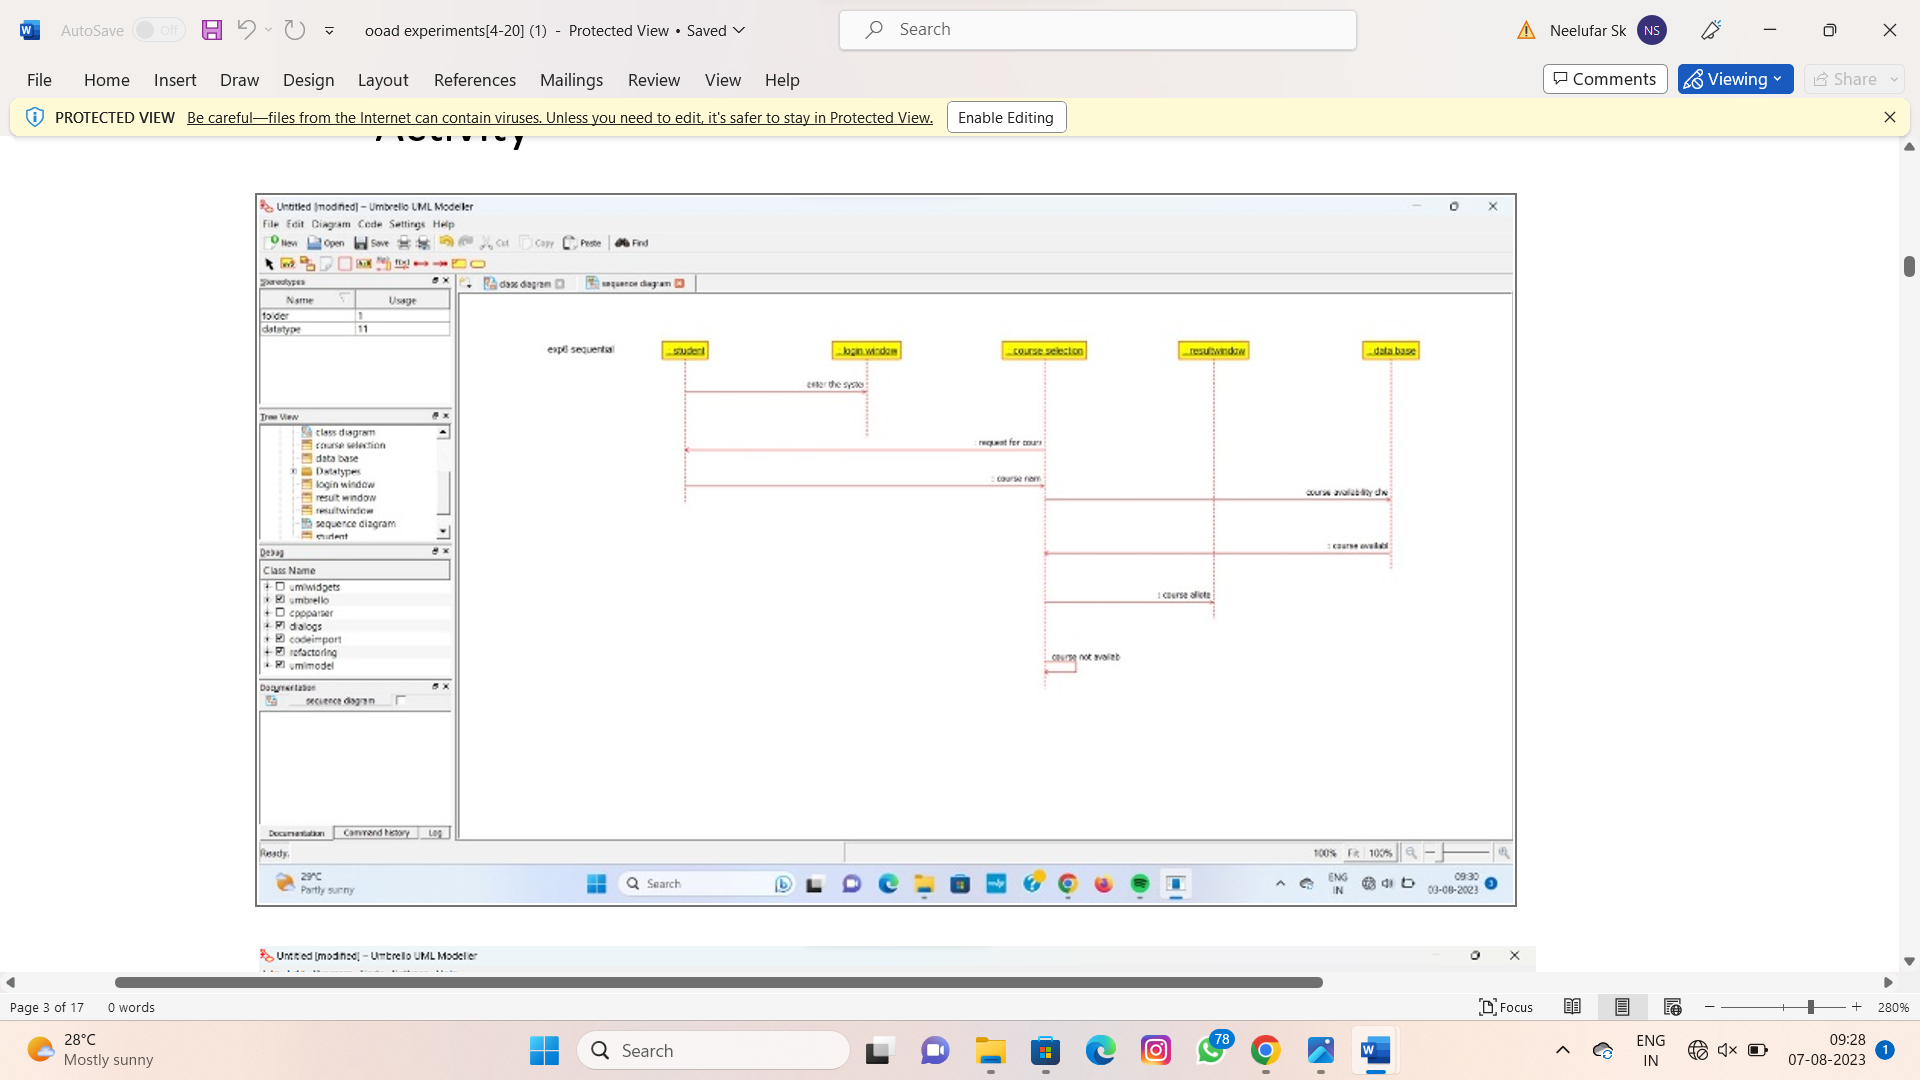 AutoSave Off ooad experiments[4-20] (1) - Protected View • Saved Search Neelufar Sk NS
File Home Insert Draw Design Layout References Mailings Review View Help Comments Viewing Share
PROTECTED VIEW Be careful—files from the Internet can contain viruses. Unless you need to edit, it's safer to stay in Protected View. Enable Editing
Activity
Untitled [modified] – Umbrello UML Modeller
File Edit Diagram Code Settings Help
New Open Save Cut Copy Paste Find
Stereotypes class diagram sequence diagram
Name Usage
folder 1
datatype 11
exp6 sequential : student : login window : course selection : resultwindow : data base
enter the syster
Tree View
class diagram
: request for cours
course selection
data base
Datatypes
: course nam
login window
course availability che
result window
resultwindow
sequence diagram
student
: course availabl
Debug
Class Name
umlwidgets
umbrello
: course allote
cppparser
dialogs
codeimport
refactoring
course not availab
umlmodel
Documentation
sequence diagram
Documentation Command history Log
Ready. 100% Fit 100%
29°C
Partly sunny
Search
ENG
IN
09:30
03-08-2023
3
Untitled [modified] – Umbrello UML Modeller
Page 3 of 17 0 words Focus 280%
28°C
Mostly sunny
Search
78
ENG
IN
09:28
07-08-2023
1